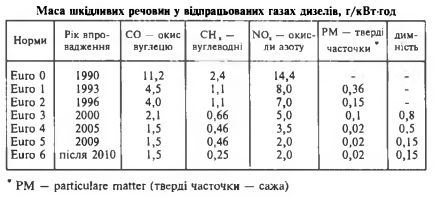 Маса шкідливих речовин у відпрацьованих газах дизелів, г/кВт·год
Норми Рік впровадження CO – окис вуглецю CHx – вуглеводні NOx – окисли азоту PM – тверді часточки * димність
Euro 0 1990 11,2 2,4 14,4 - -
Euro 1 1993 4,5 1,1 8,0 0,36 -
Euro 2 1996 4,0 1,1 7,0 0,15 -
Euro 3 2000 2,1 0,66 5,0 0,1 0,8
Euro 4 2005 1,5 0,46 3,5 0,02 0,5
Euro 5 2009 1,5 0,46 2,0 0,02 0,15
Euro 6 після 2010 1,5 0,25 2,0 0,02 0,15
* PM — particulare matter (тверді часточки — сажа)